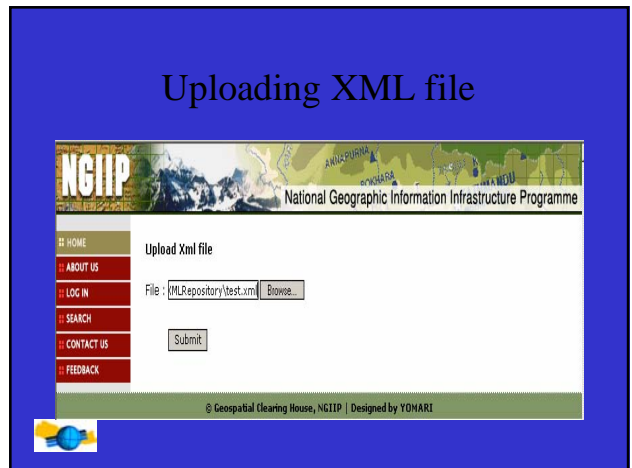 Uploading XML file
NGIIP
ANNAPURNA
POKHARA
National Geographic Information Infrastructure Programme
HOME
ABOUT US
LOG IN
SEARCH
CONTACT US
FEEDBACK
Upload Xml file
File : XMLRepository\test.xml Browse...
Submit
© Geospatial Clearing House, NGIIP | Designed by YOMARI